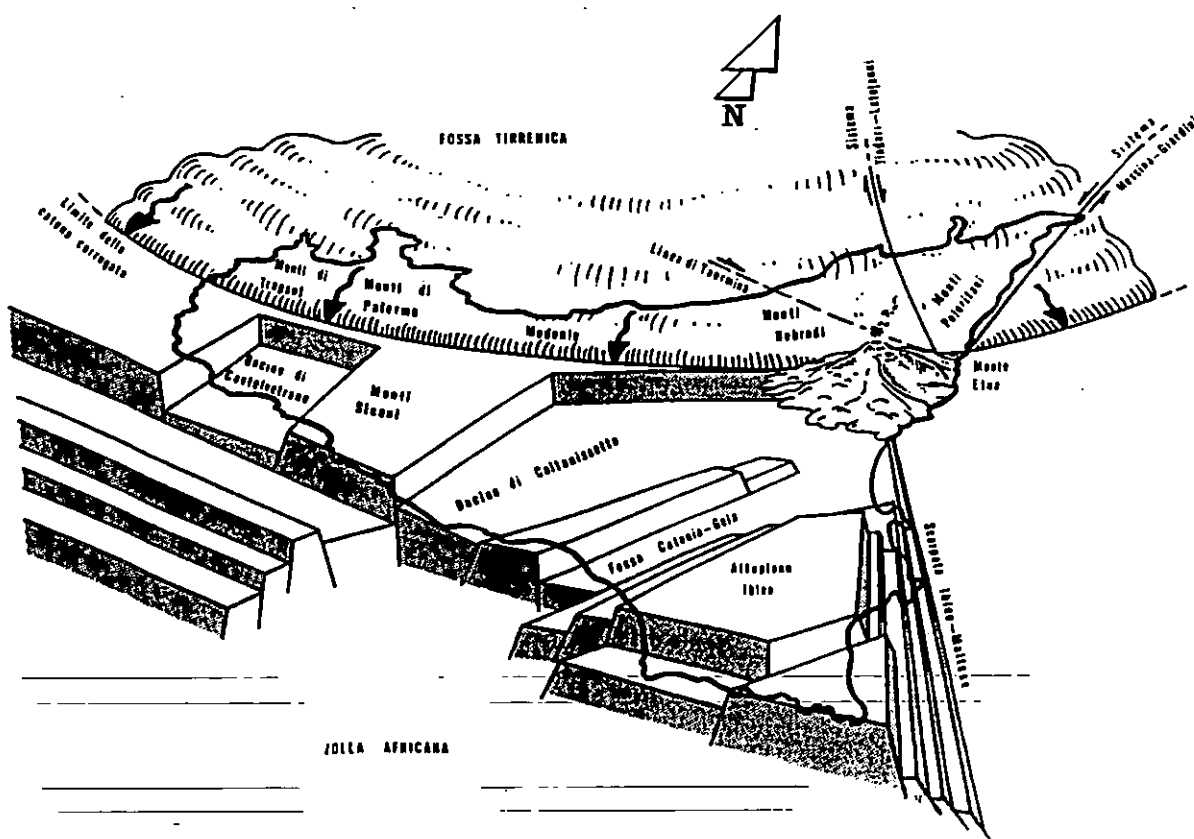 N
FOSSA TIRRENICA
Sistema
Tindari-Letojanni
Sistema
Messina-Giardini
Limite della
catena corrugata
Linea di Taormina
Monti di
Trapani
Monti di
Palermo
Madonie
Monti
Nebrodi
Monti
Peloritani
Monte
Etna
Bacino di
Castelvetrano
Monti
Sicani
Bacino di Caltanissetta
Fossa Catania-Gela
Altopiano
Ibleo
Scarpata Ibleo-Maltese
ZOLLA AFRICANA